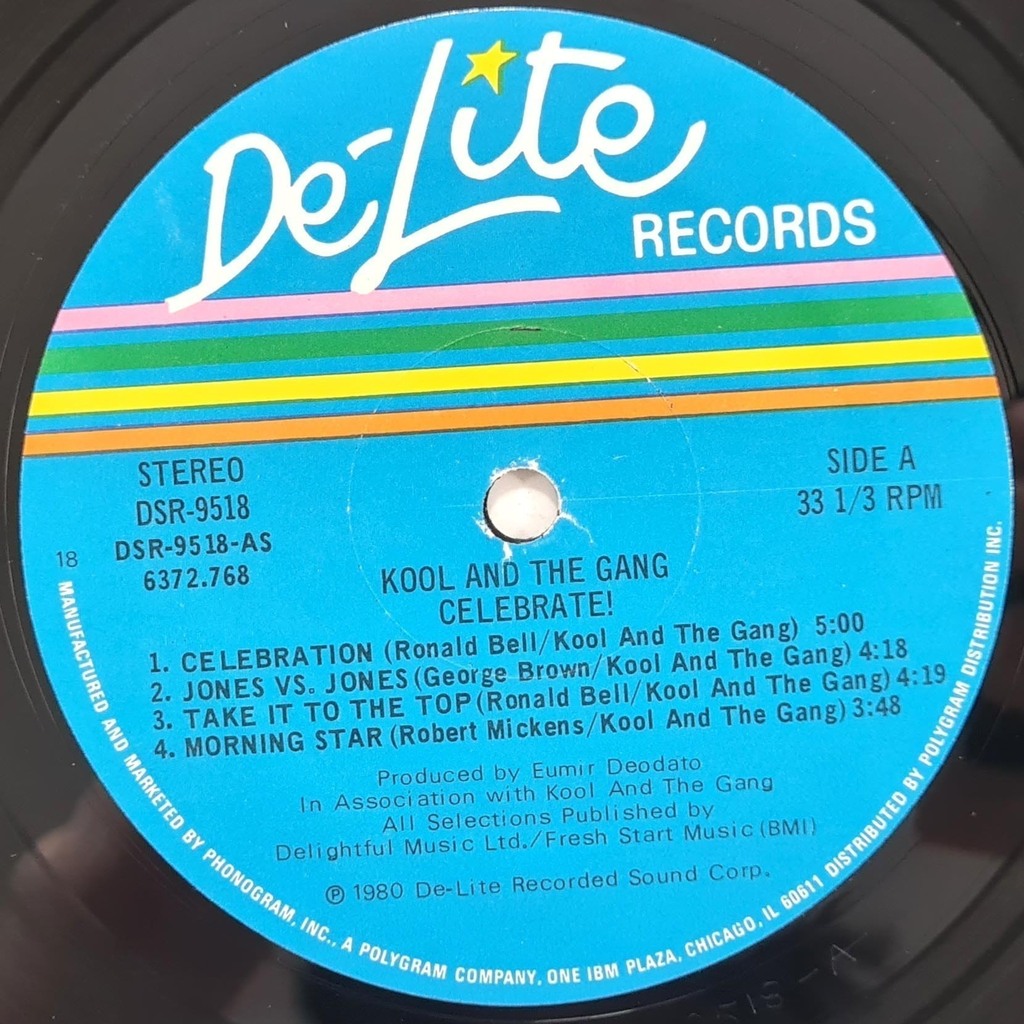 De-Lite
RECORDS
STEREO
DSR-9518
DSR-9518-AS
6372.768
18
SIDE A
33 1/3 RPM
KOOL AND THE GANG
CELEBRATE!
1. CELEBRATION (Ronald Bell/Kool And The Gang) 5:00
2. JONES VS. JONES (George Brown/Kool And The Gang) 4:18
3. TAKE IT TO THE TOP (Ronald Bell/Kool And The Gang) 4:19
4. MORNING STAR (Robert Mickens/Kool And The Gang) 3:48
Produced by Eumir Deodato
In Association with Kool And The Gang
All Selections Published by
Delightful Music Ltd./Fresh Start Music (BMI)
℗ 1980 De-Lite Recorded Sound Corp.
MANUFACTURED AND MARKETED BY PHONOGRAM, INC., A POLYGRAM COMPANY, ONE IBM PLAZA, CHICAGO, IL 60611 DISTRIBUTED BY POLYGRAM DISTRIBUTION INC.